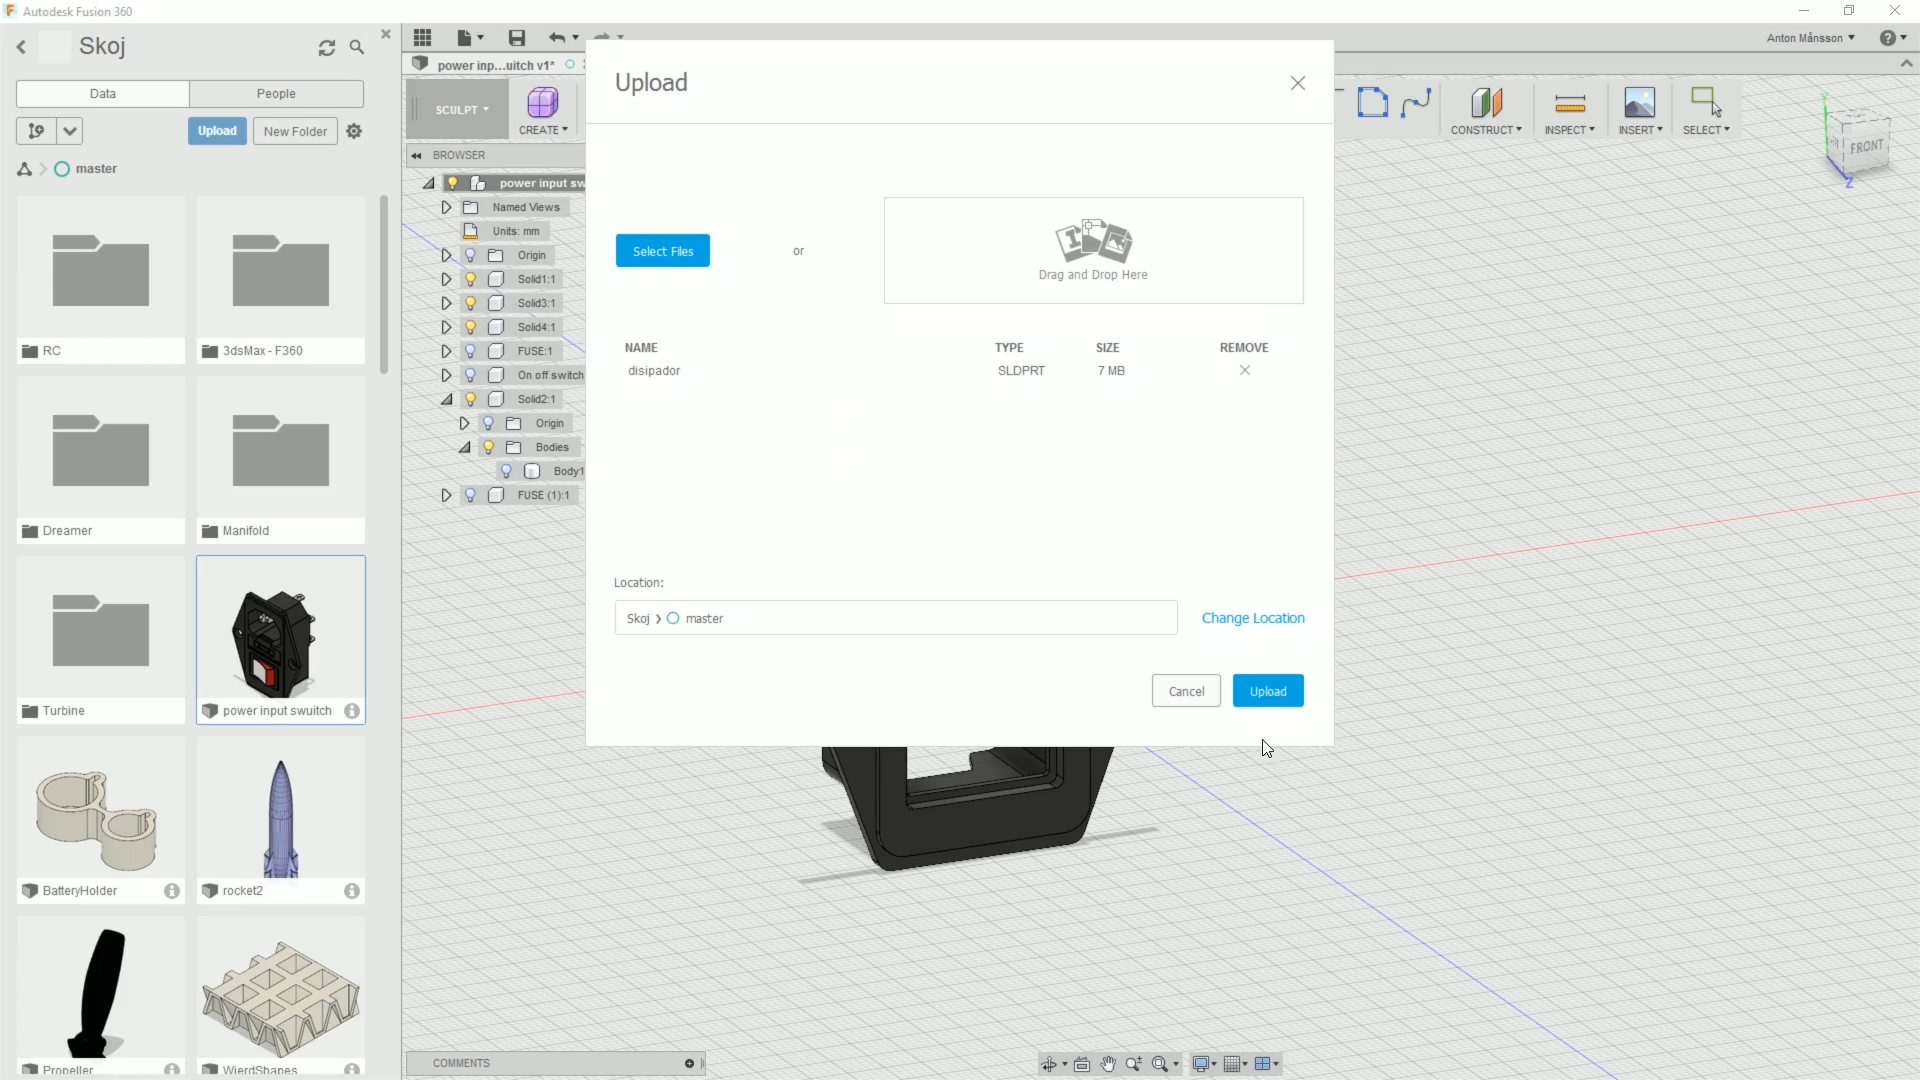 Autodesk Fusion 360
Skoj
Data
People
Upload
New Folder
master
RC
3dsMax - F360
Dreamer
Manifold
Turbine
power input swuitch
BatteryHolder
rocket2
Propeller
WierdShapes
Anton Månsson
power inp...uitch v1*
SCULPT
CREATE
CONSTRUCT
INSPECT
INSERT
SELECT
FRONT
Y
Z
BROWSER
power input sw
Named Views
Units: mm
Origin
Solid1:1
Solid3:1
Solid4:1
FUSE:1
On off switch
Solid2:1
Origin
Bodies
Body1
FUSE (1):1
Upload
Select Files
or
Drag and Drop Here
NAME TYPE SIZE REMOVE
disipador SLDPRT 7 MB
Location:
Skoj > master
Change Location
Cancel
Upload
COMMENTS